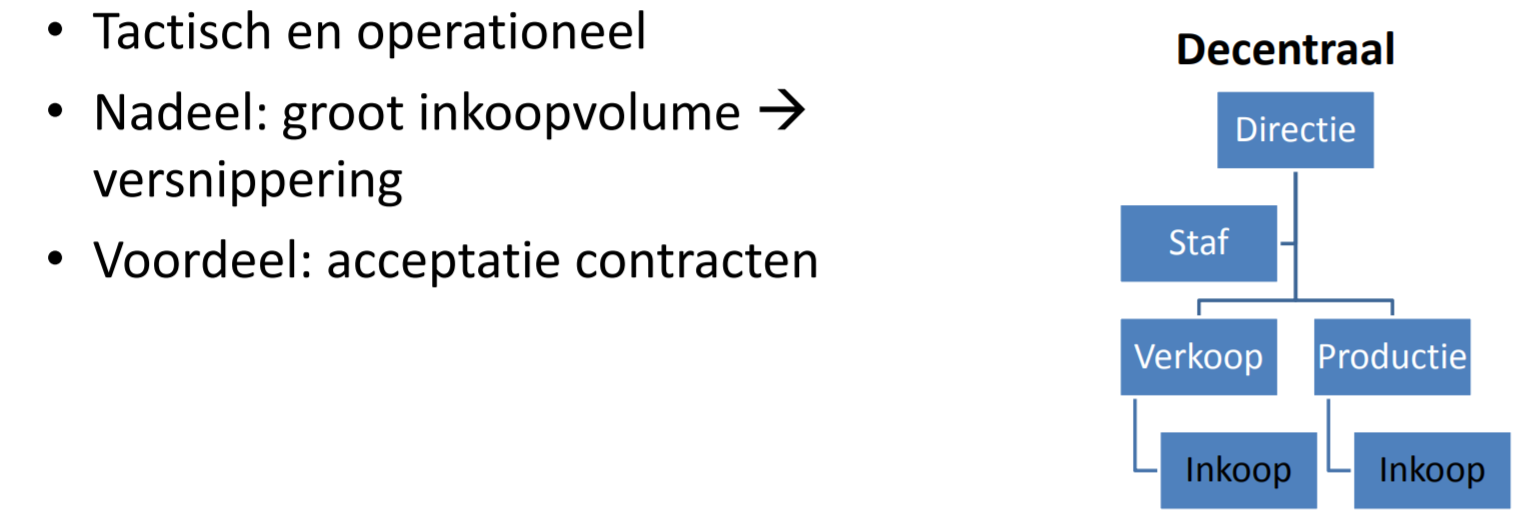 • Tactisch en operationeel
• Nadeel: groot inkoopvolume →
versnippering
• Voordeel: acceptatie contracten
Decentraal
Directie
Staf
Verkoop
Productie
Inkoop
Inkoop